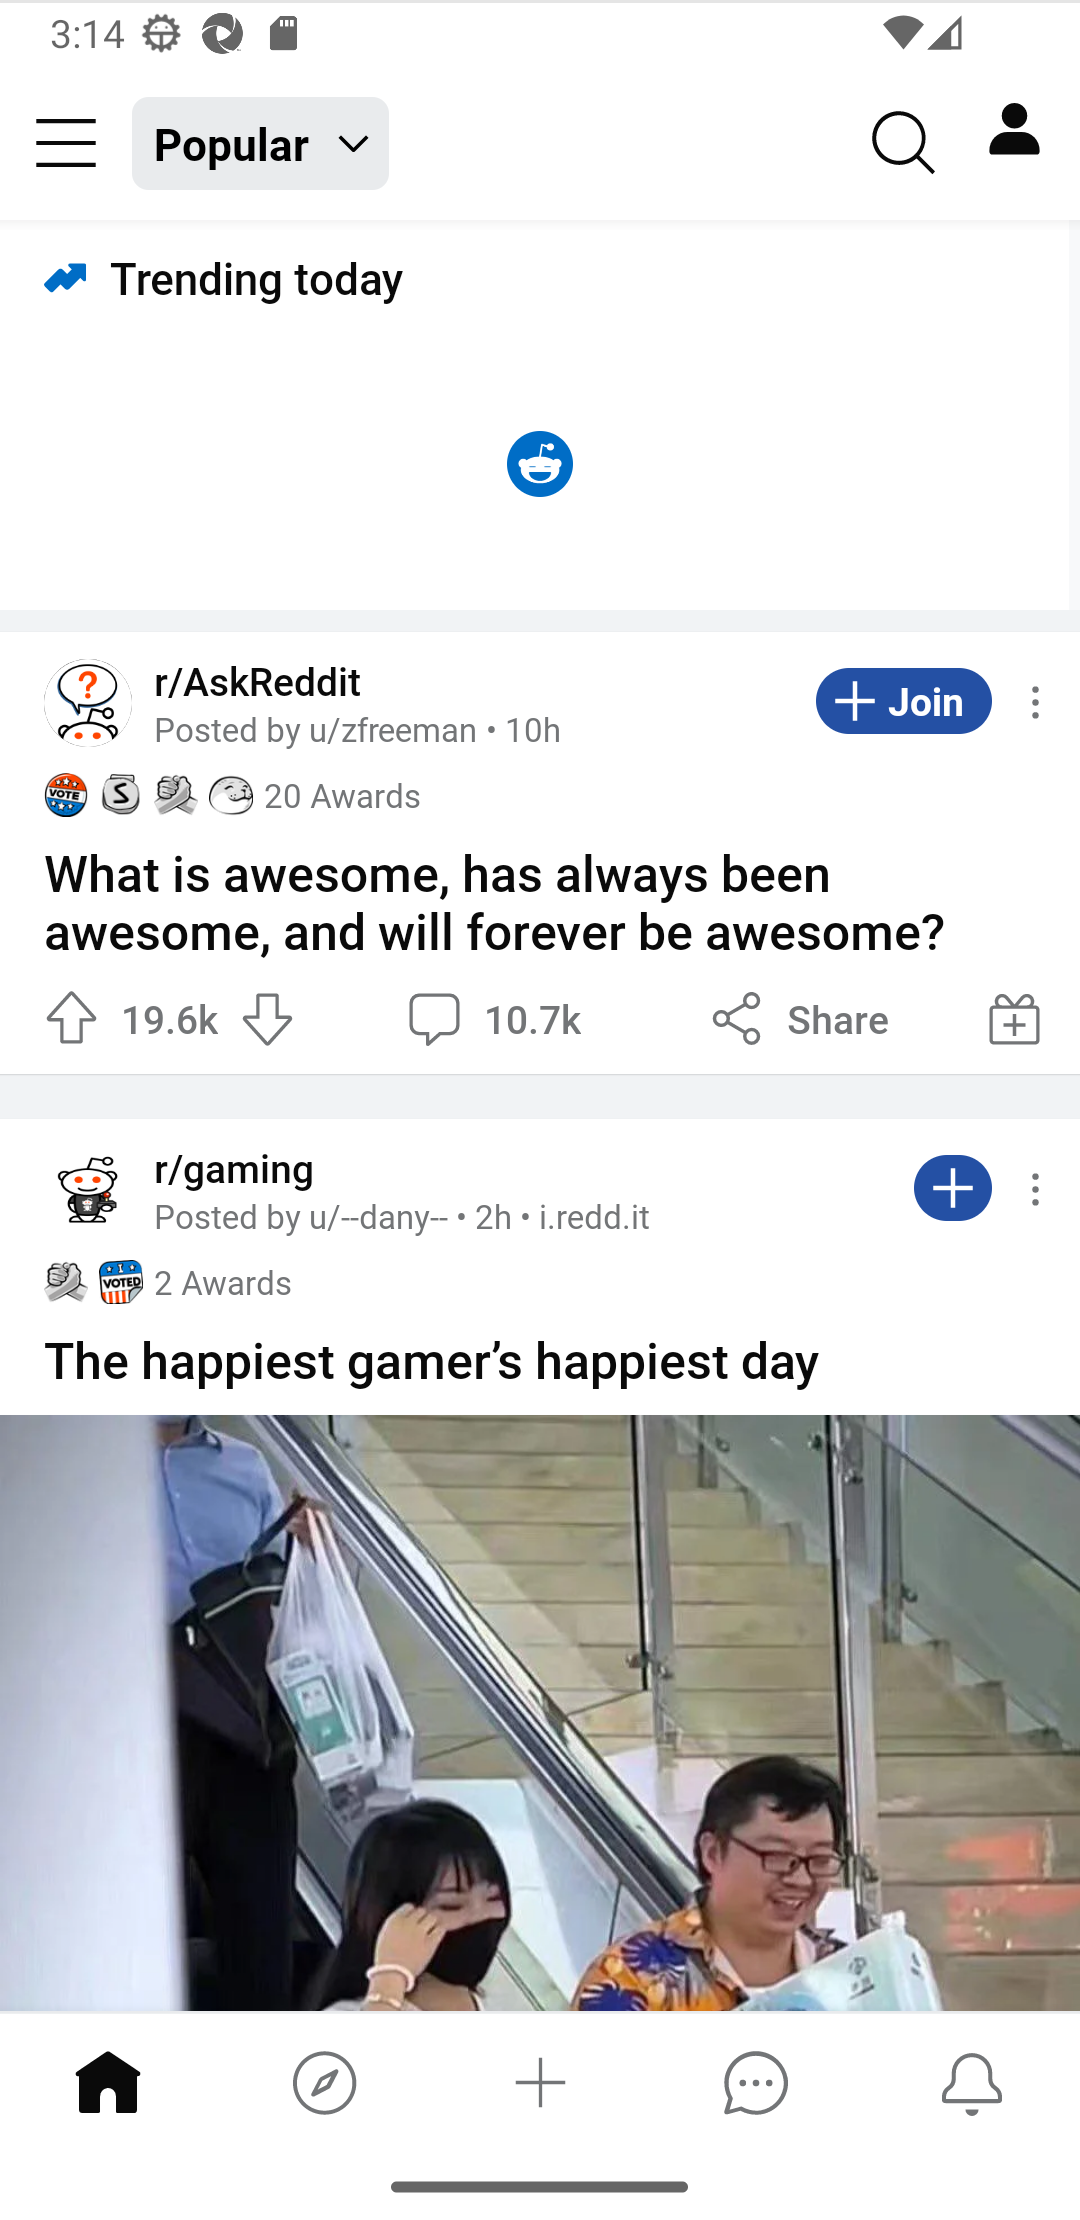 3:14
Popular
Trending today
r/AskReddit
Posted by u/zfreeman • 10h
Join
20 Awards
What is awesome, has always been
awesome, and will forever be awesome?
19.6k
10.7k
Share
r/gaming
Posted by u/--dany-- • 2h • i.redd.it
2 Awards
The happiest gamer’s happiest day